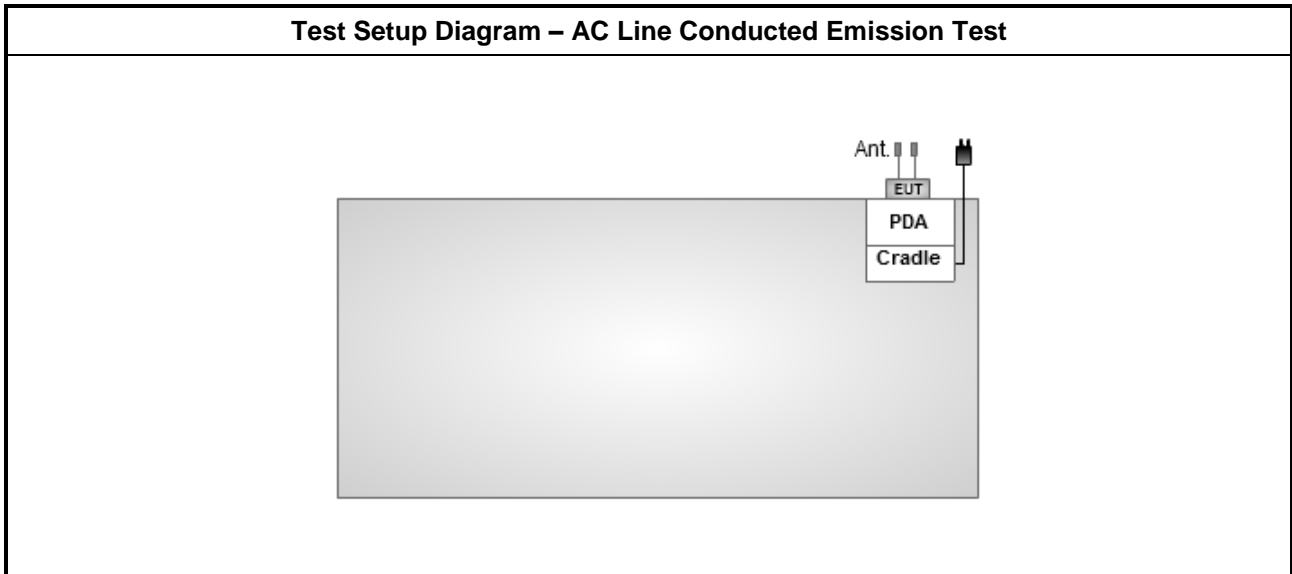 Test Setup Diagram – AC Line Conducted Emission Test
Ant.
EUT
PDA
Cradle